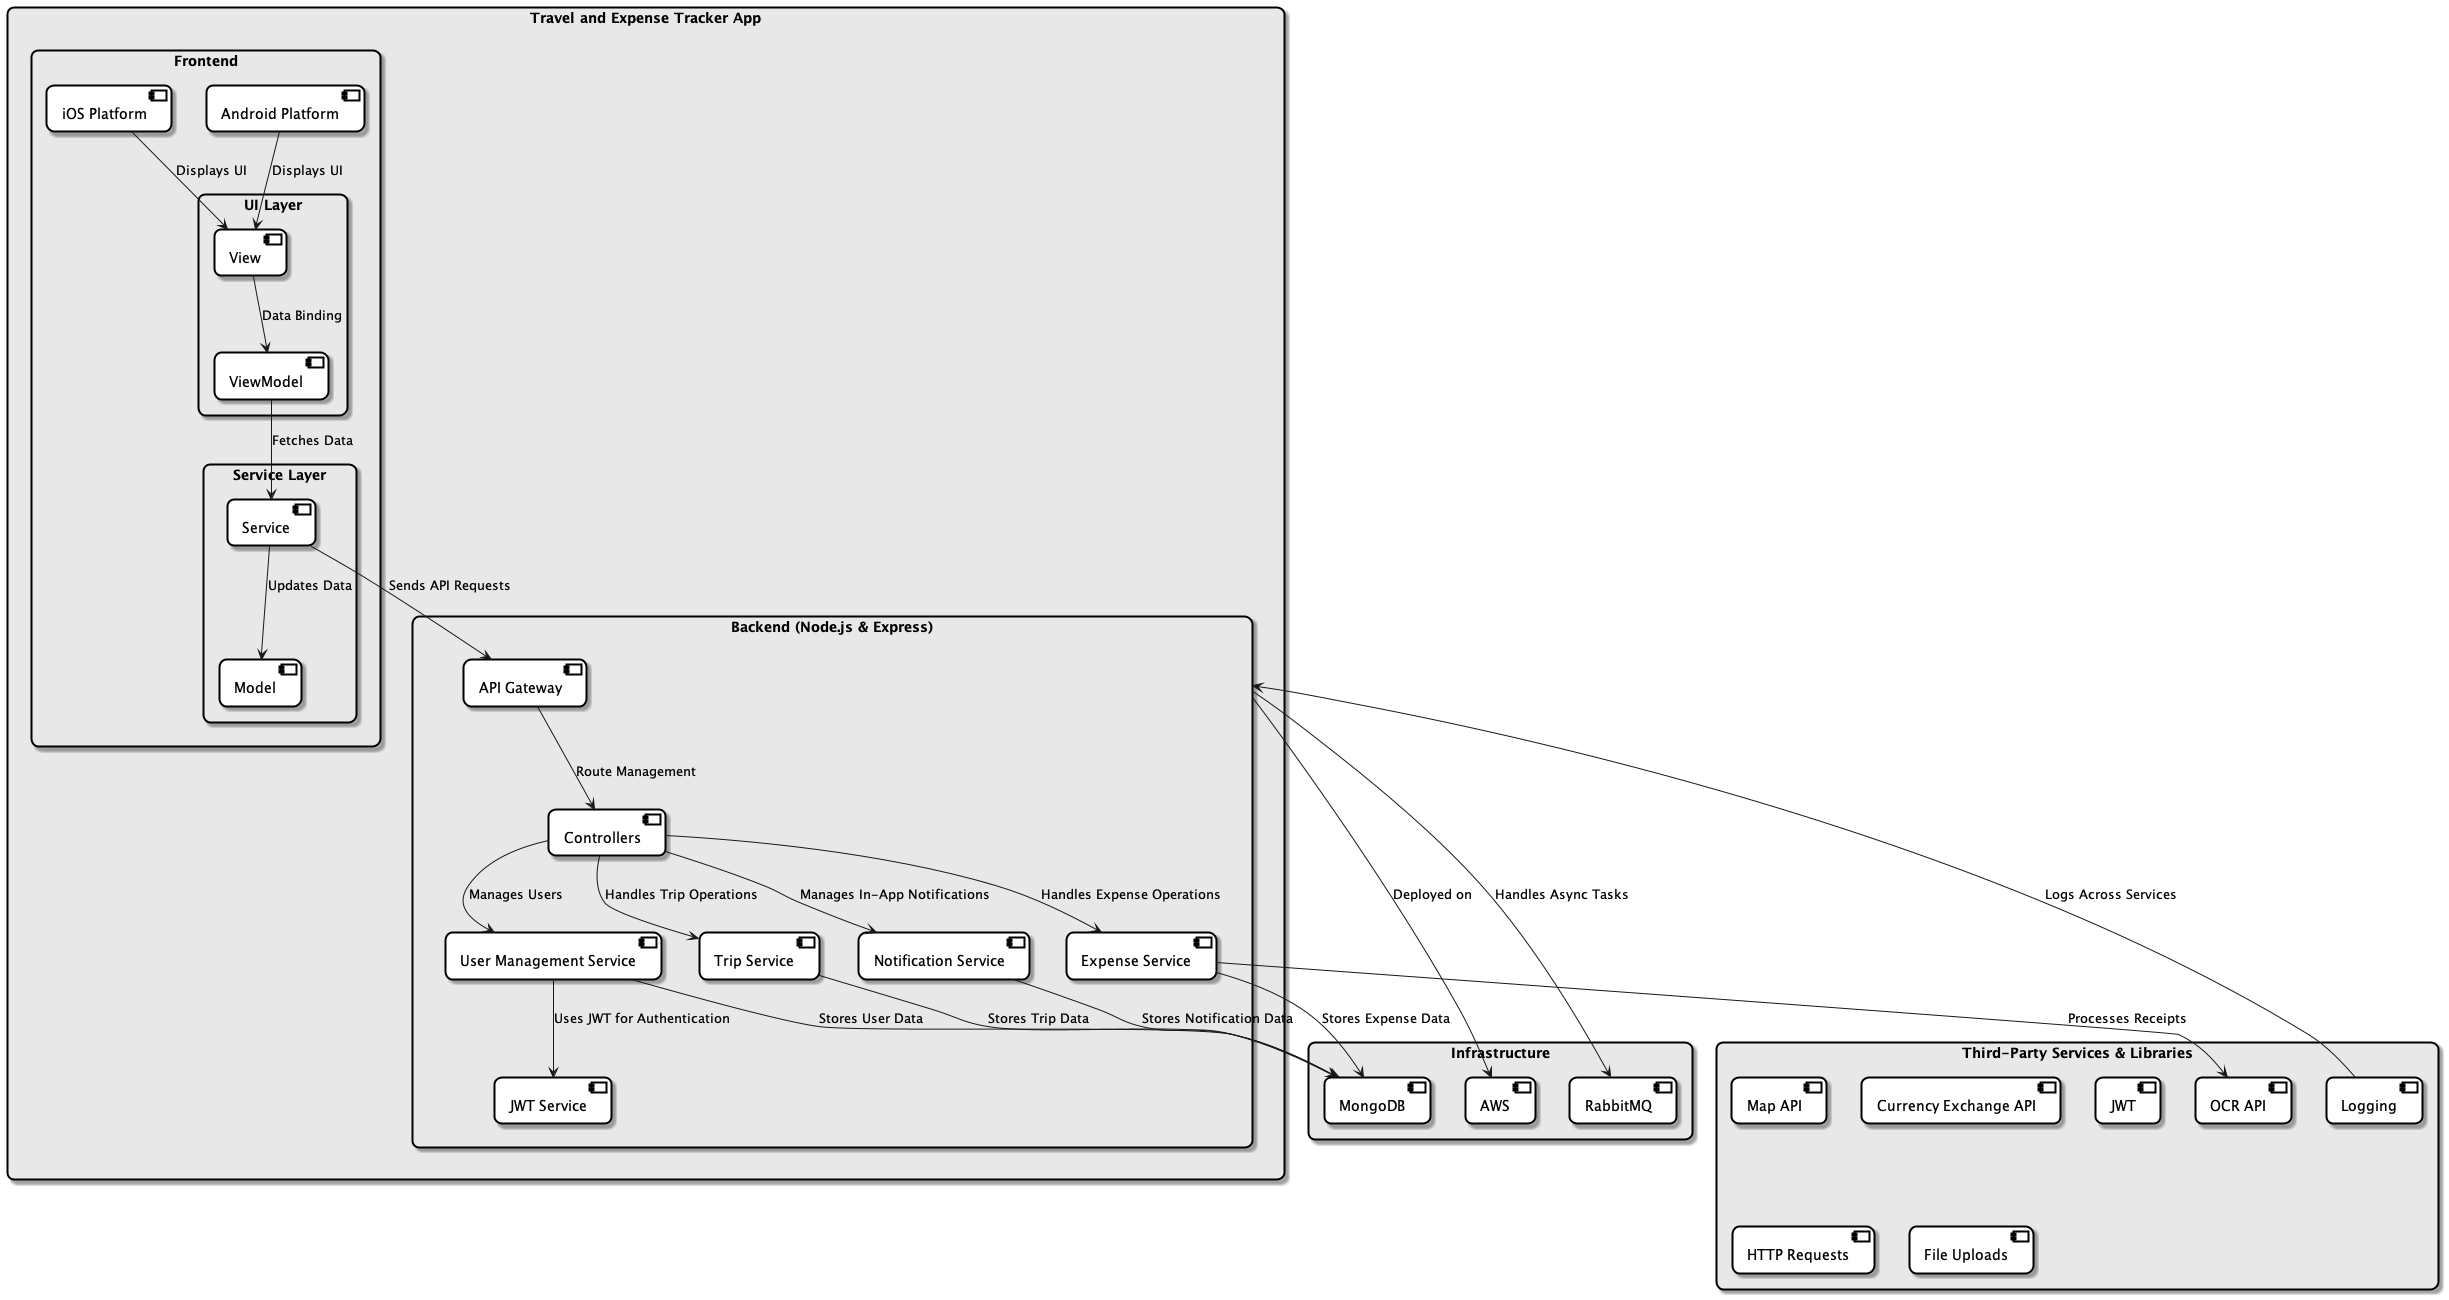 Travel and Expense Tracker App
Frontend
iOS Platform
Android Platform
Displays UI
Displays UI
UI Layer
View
Data Binding
ViewModel
Fetches Data
Service Layer
Service
Updates Data
Sends API Requests
Model
Backend (Node.js & Express)
API Gateway
Route Management
Controllers
Manages Users
Handles Trip Operations
Manages In-App Notifications
Handles Expense Operations
Deployed on
Handles Async Tasks
Logs Across Services
User Management Service
Trip Service
Notification Service
Expense Service
Uses JWT for Authentication
Stores User Data
Stores Trip Data
Stores Notification Data
Stores Expense Data
Processes Receipts
JWT Service
Infrastructure
MongoDB
AWS
RabbitMQ
Third-Party Services & Libraries
Map API
Currency Exchange API
JWT
OCR API
Logging
HTTP Requests
File Uploads